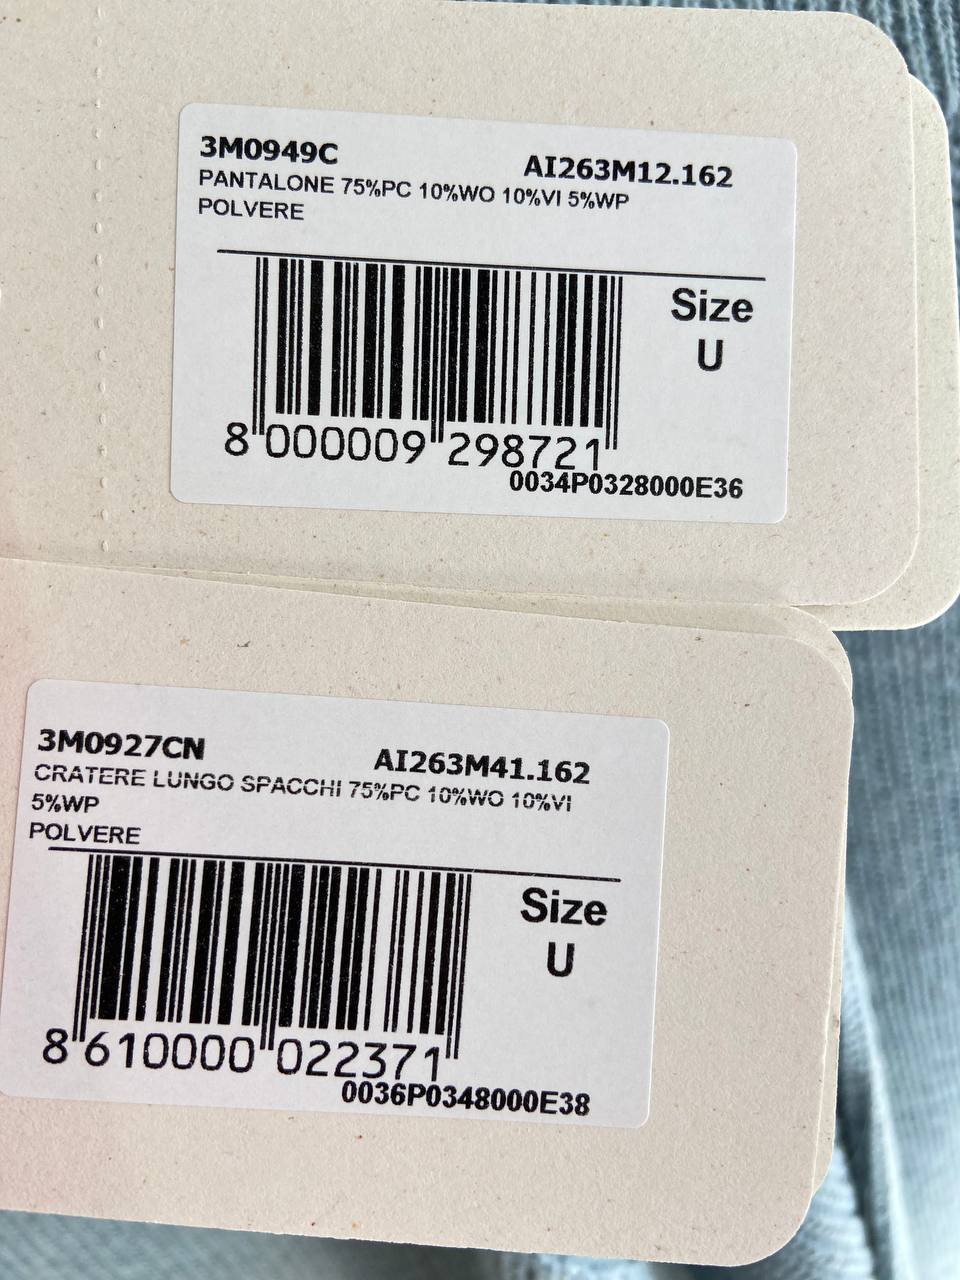 3M0949C AI263M12.162
PANTALONE 75%PC 10%WO 10%VI 5%WP
POLVERE
Size
U
8 000009 298721
0034P0328000E36
3M0927CN AI263M41.162
CRATERE LUNGO SPACCHI 75%PC 10%WO 10%VI
5%WP
POLVERE
Size
U
8 610000 022371
0036P0348000E38